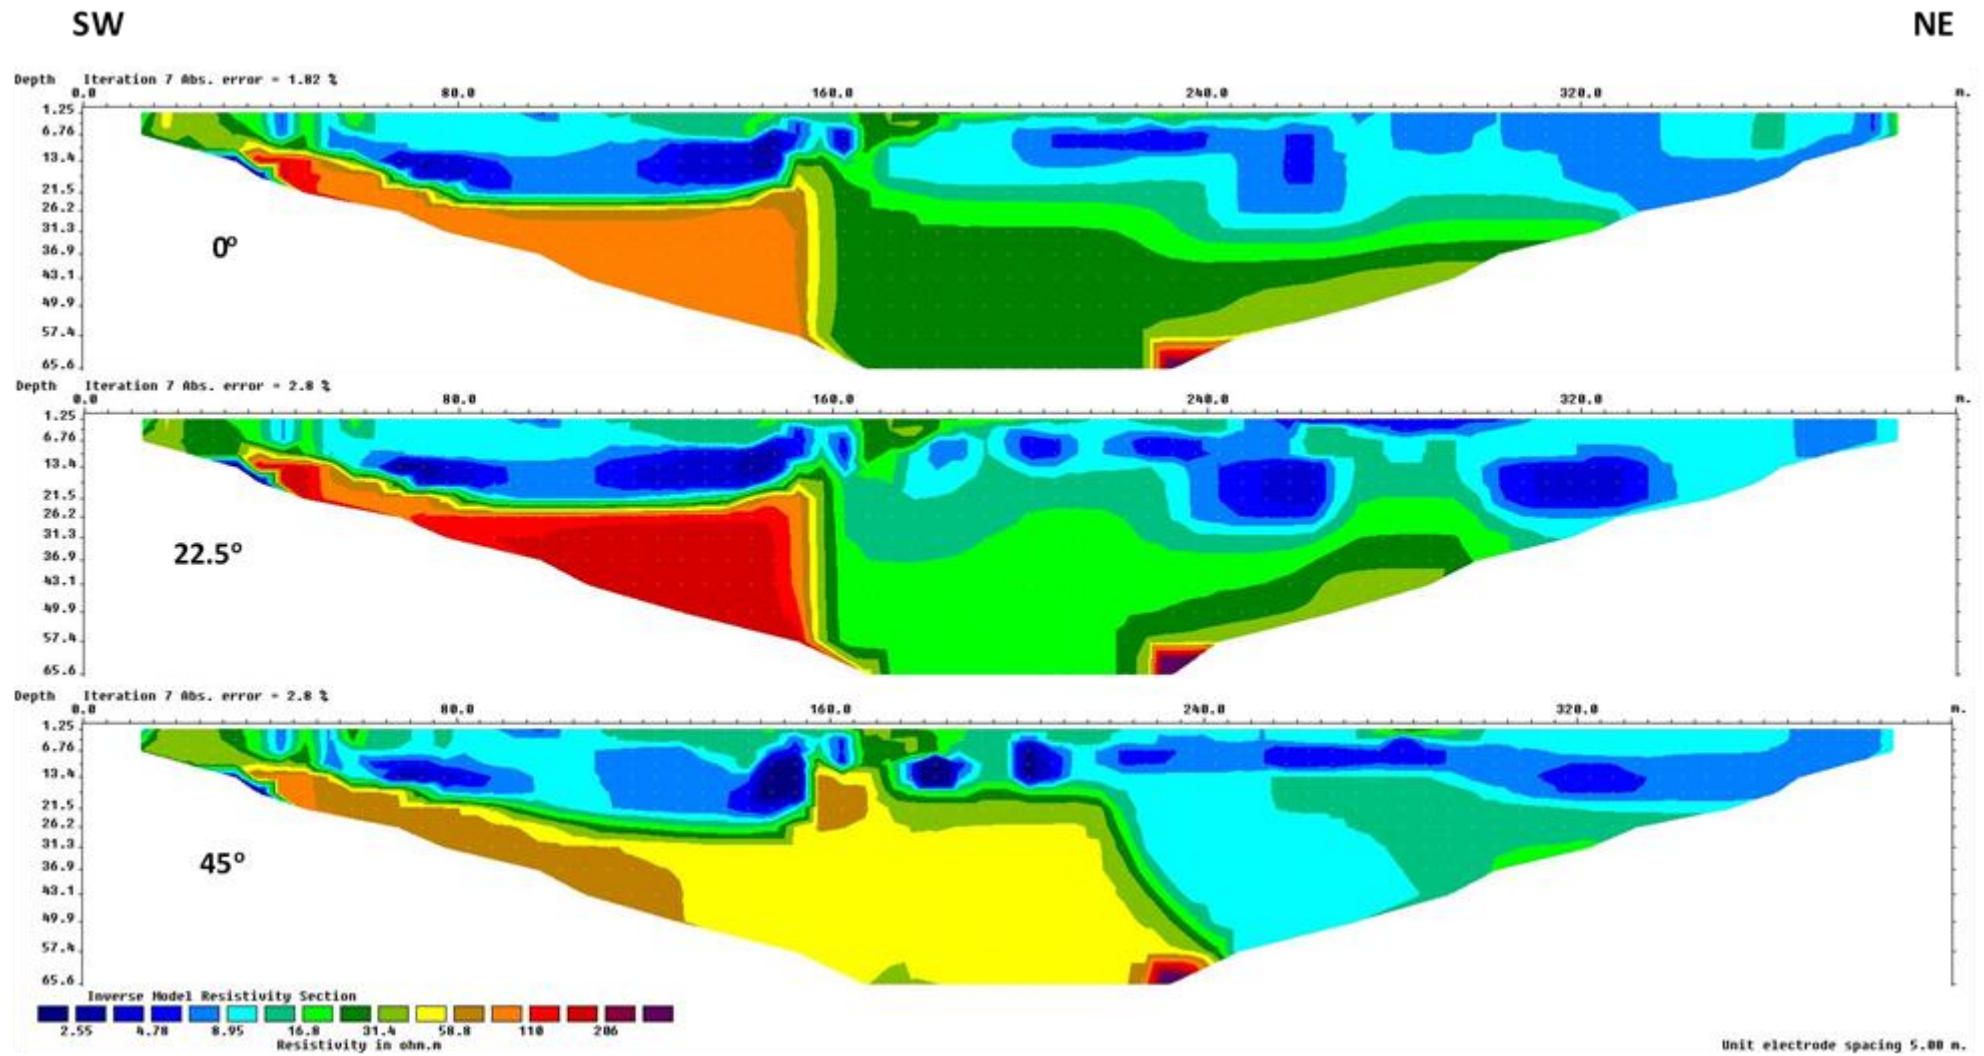 SW NE
Depth Iteration 7 Abs. error = 1.82 %
0.0 80.0 160.0 240.0 320.0 m.
1.25
6.76
13.4
21.5
26.2
31.3
36.9
43.1
49.9
57.4
65.6
0º
Depth Iteration 7 Abs. error = 2.8 %
0.0 80.0 160.0 240.0 320.0 m.
1.25
6.76
13.4
21.5
26.2
31.3
36.9
43.1
49.9
57.4
65.6
22.5º
Depth Iteration 7 Abs. error = 2.8 %
0.0 80.0 160.0 240.0 320.0 m.
1.25
6.76
13.4
21.5
26.2
31.3
36.9
43.1
49.9
57.4
65.6
45º
Inverse Model Resistivity Section
2.55 4.78 8.95 16.8 31.4 58.8 110 206
Resistivity in ohm.m
Unit electrode spacing 5.00 m.